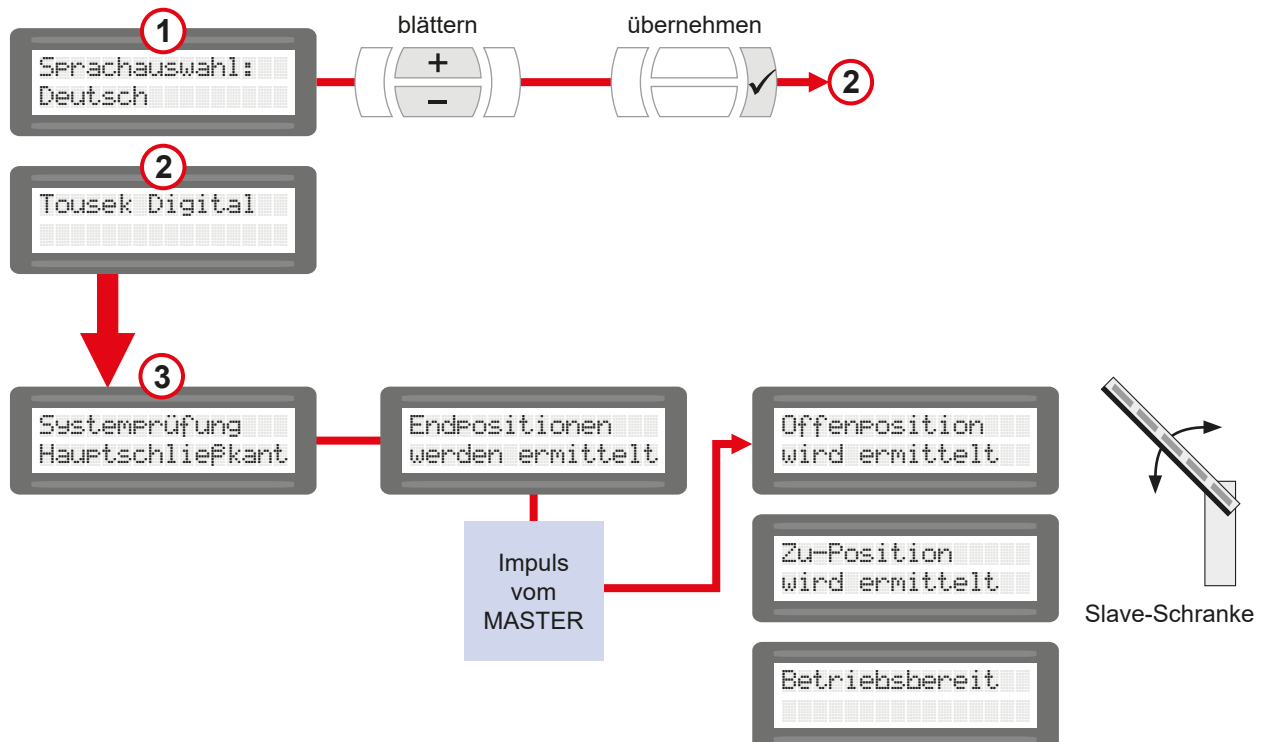 1
Sprachauswahl:
Deutsch
blättern
+
−
übernehmen
✓
2
2
Tousek Digital
3
Systemprüfung
Hauptschließkant
Endpositionen
werden ermittelt
Impuls
vom
MASTER
Offenposition
wird ermittelt
Zu-Position
wird ermittelt
Betriebsbereit
Slave-Schranke